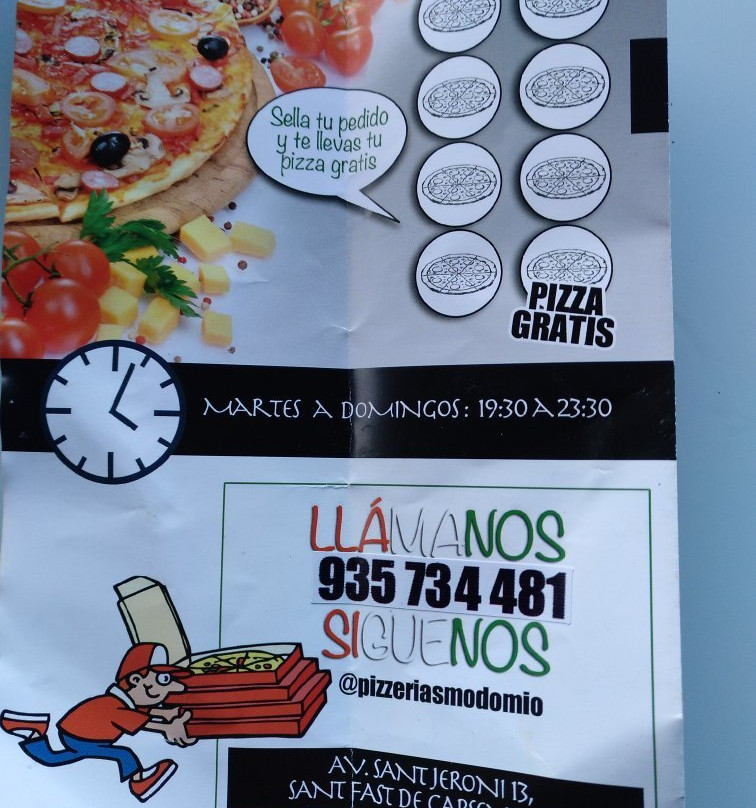 Sella tu pedido
y te llevas tu
pizza gratis
PIZZA
GRATIS
MARTES A DOMINGOS: 19:30 A 23:30
LLÁMANOS
935 734 481
SIGUENOS
@pizzeriasmodomio
AV. SANT JERONI 13,
SANT FAST DE